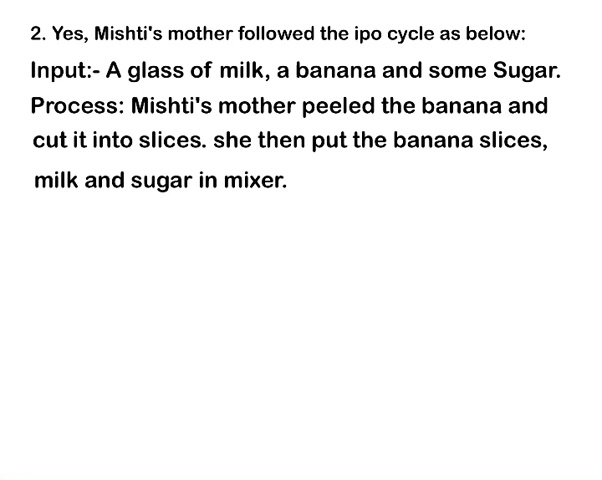 2. Yes, Mishti's mother followed the ipo cycle as below:
Input:- A glass of milk, a banana and some Sugar.
Process: Mishti's mother peeled the banana and
cut it into slices. she then put the banana slices,
milk and sugar in mixer.